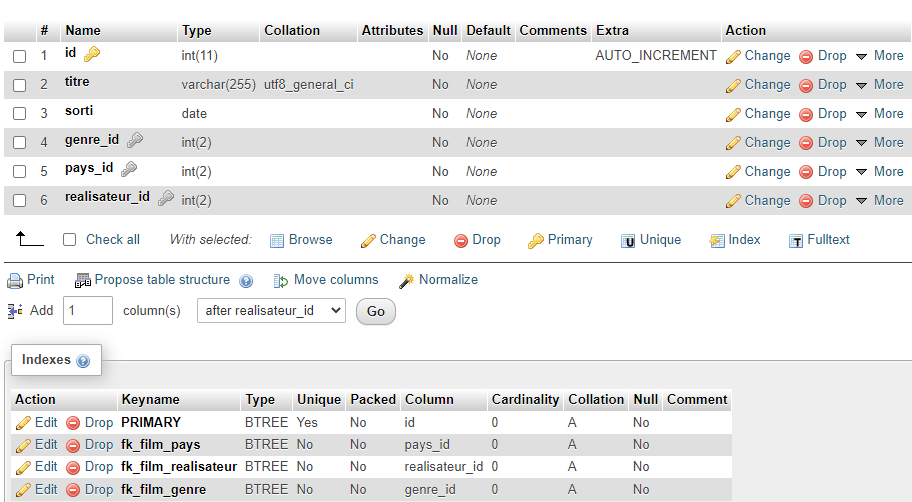 # Name Type Collation Attributes Null Default Comments Extra Action
1 id int(11) No None AUTO_INCREMENT Change Drop More
2 titre varchar(255) utf8_general_ci No None Change Drop More
3 sorti date No None Change Drop More
4 genre_id int(2) No None Change Drop More
5 pays_id int(2) No None Change Drop More
6 realisateur_id int(2) No None Change Drop More
Check all With selected: Browse Change Drop Primary Unique Index Fulltext
Print Propose table structure Move columns Normalize
Add 1 column(s) after realisateur_id Go
Indexes
Action Keyname Type Unique Packed Column Cardinality Collation Null Comment
Edit Drop PRIMARY BTREE Yes No id 0 A No
Edit Drop fk_film_pays BTREE No No pays_id 0 A No
Edit Drop fk_film_realisateur BTREE No No realisateur_id 0 A No
Edit Drop fk_film_genre BTREE No No genre_id 0 A No